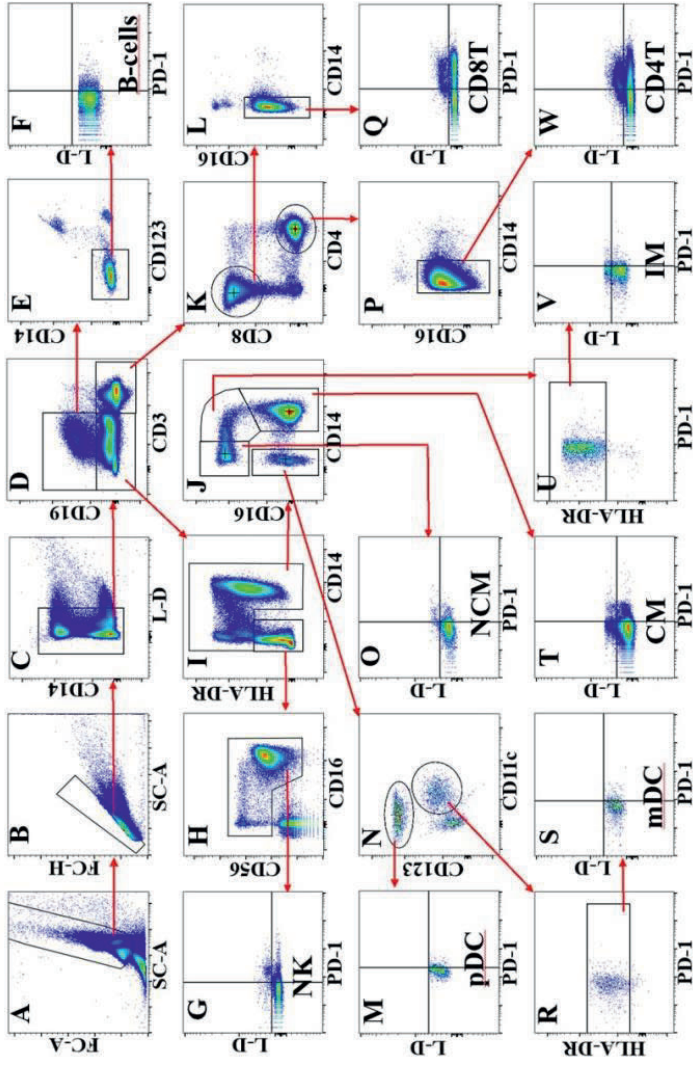 A
FC-A
SC-A
B
FC-H
SC-A
C
CD14
L-D
D
CD19
CD3
E
CD14
CD123
F
L-D
B-cells
PD-1
G
L-D
NK
PD-1
H
CD56
CD16
I
HLA-DR
CD14
J
CD16
CD14
K
CD8
CD4
L
CD16
CD14
M
L-D
pDC
PD-1
N
CD123
CD11c
O
L-D
NCM
PD-1
P
CD16
CD14
Q
L-D
CD8T
PD-1
R
HLA-DR
PD-1
S
L-D
mDC
PD-1
T
L-D
CM
PD-1
U
HLA-DR
PD-1
V
L-D
IM
PD-1
W
L-D
CD4T
PD-1